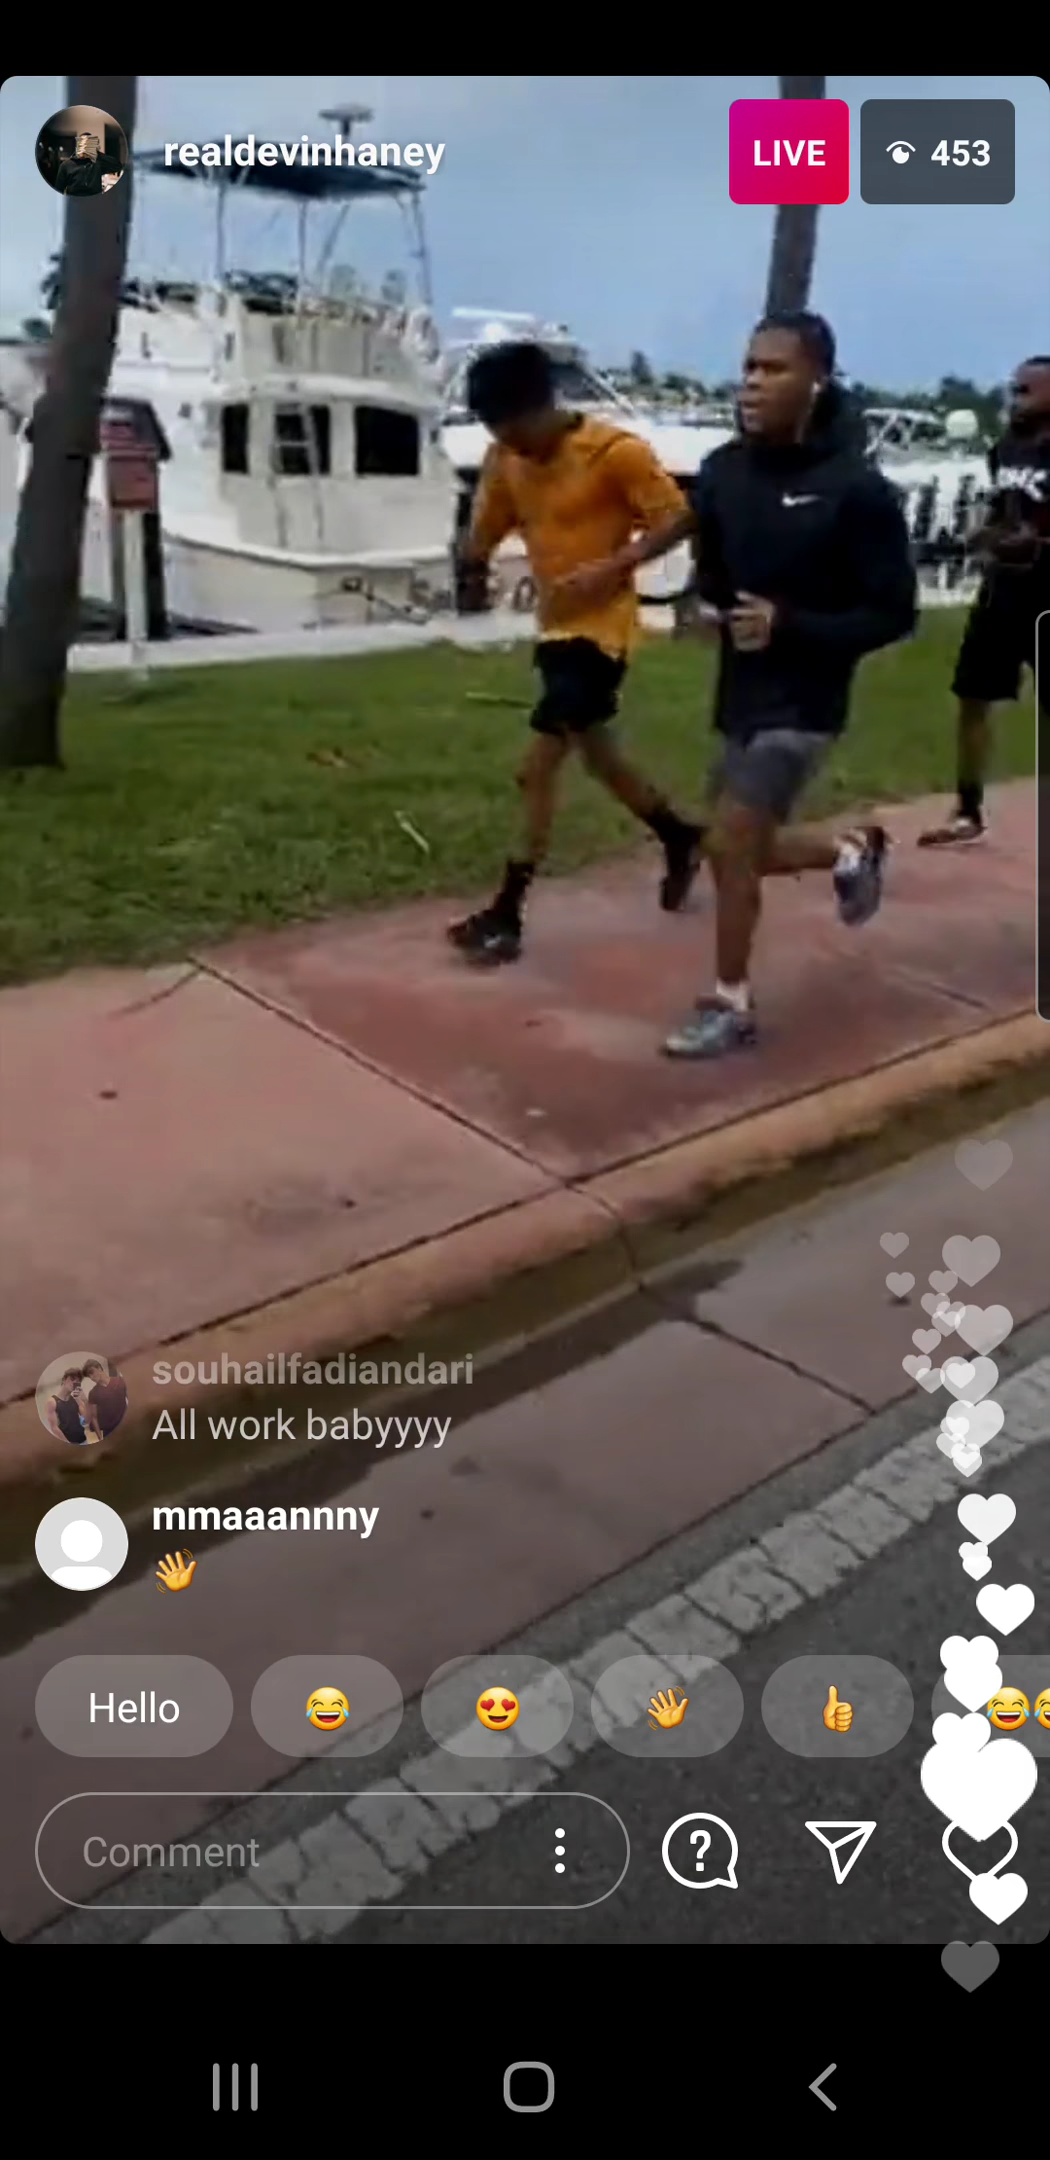 realdevinhaney
LIVE
453
souhailfadiandari
All work babyyyy
mmaaannny
👋
Hello
😂
😍
👋
👍
😂😂
Comment